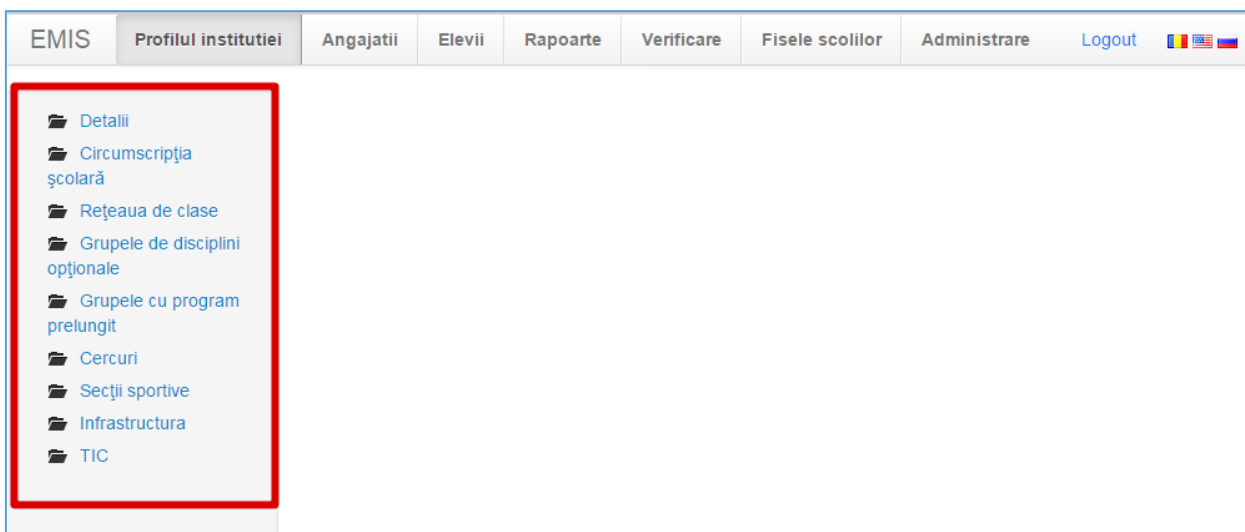 EMIS Profilul institutiei Angajatii Elevii Rapoarte Verificare Fisele scolilor Administrare Logout
Detalii
Circumscripţia
şcolară
Reţeaua de clase
Grupele de disciplini
opţionale
Grupele cu program
prelungit
Cercuri
Secţii sportive
Infrastructura
TIC